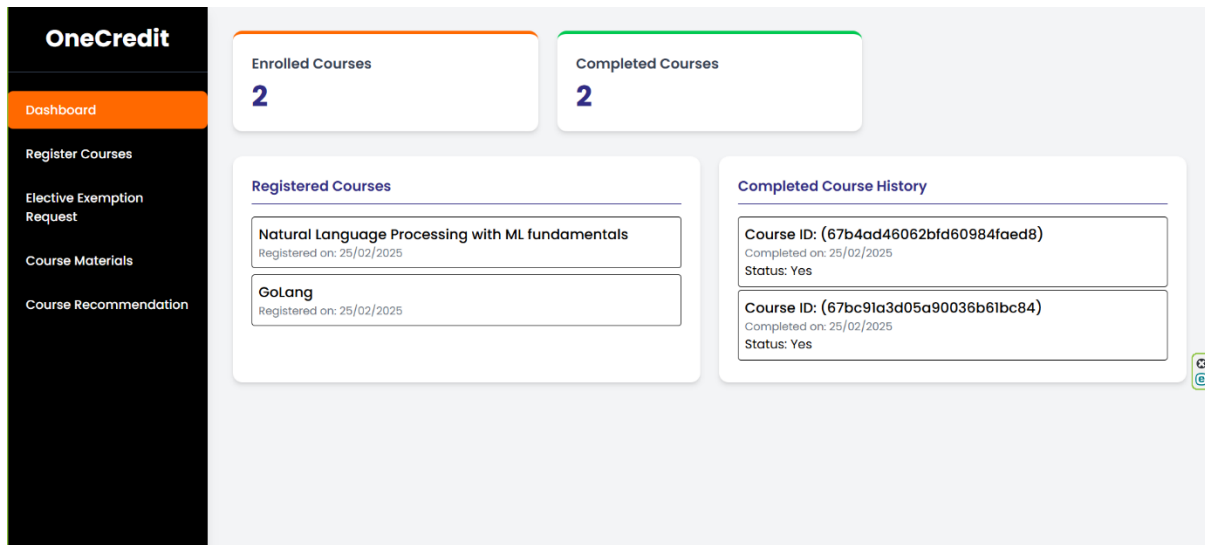 OneCredit
Dashboard
Register Courses
Elective Exemption
Request
Course Materials
Course Recommendation
Enrolled Courses
2
Completed Courses
2
Registered Courses
Natural Language Processing with ML fundamentals
Registered on: 25/02/2025
GoLang
Registered on: 25/02/2025
Completed Course History
Course ID: (67b4ad46062bfd60984faed8)
Completed on: 25/02/2025
Status: Yes
Course ID: (67bc91a3d05a90036b61bc84)
Completed on: 25/02/2025
Status: Yes